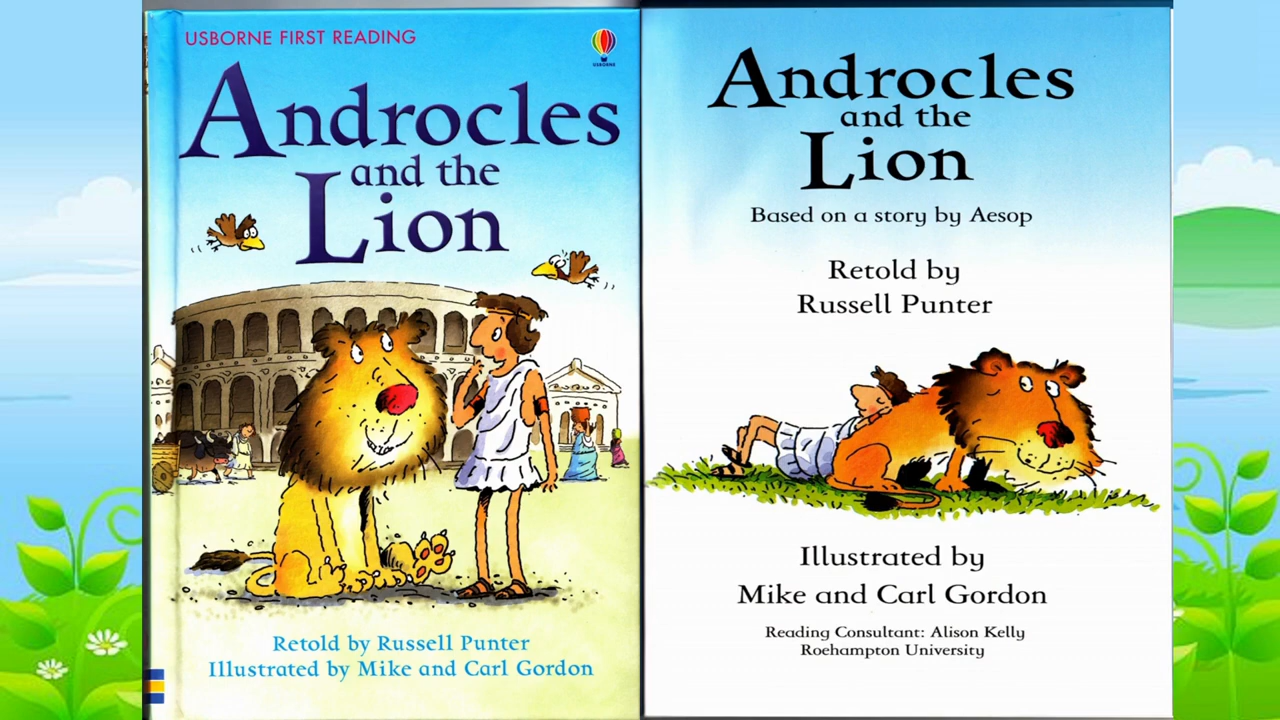 USBORNE FIRST READING
USBORNE
Androcles
and the
Lion
Retold by Russell Punter
Illustrated by Mike and Carl Gordon
Androcles
and the
Lion
Based on a story by Aesop
Retold by
Russell Punter
Illustrated by
Mike and Carl Gordon
Reading Consultant: Alison Kelly
Roehampton University